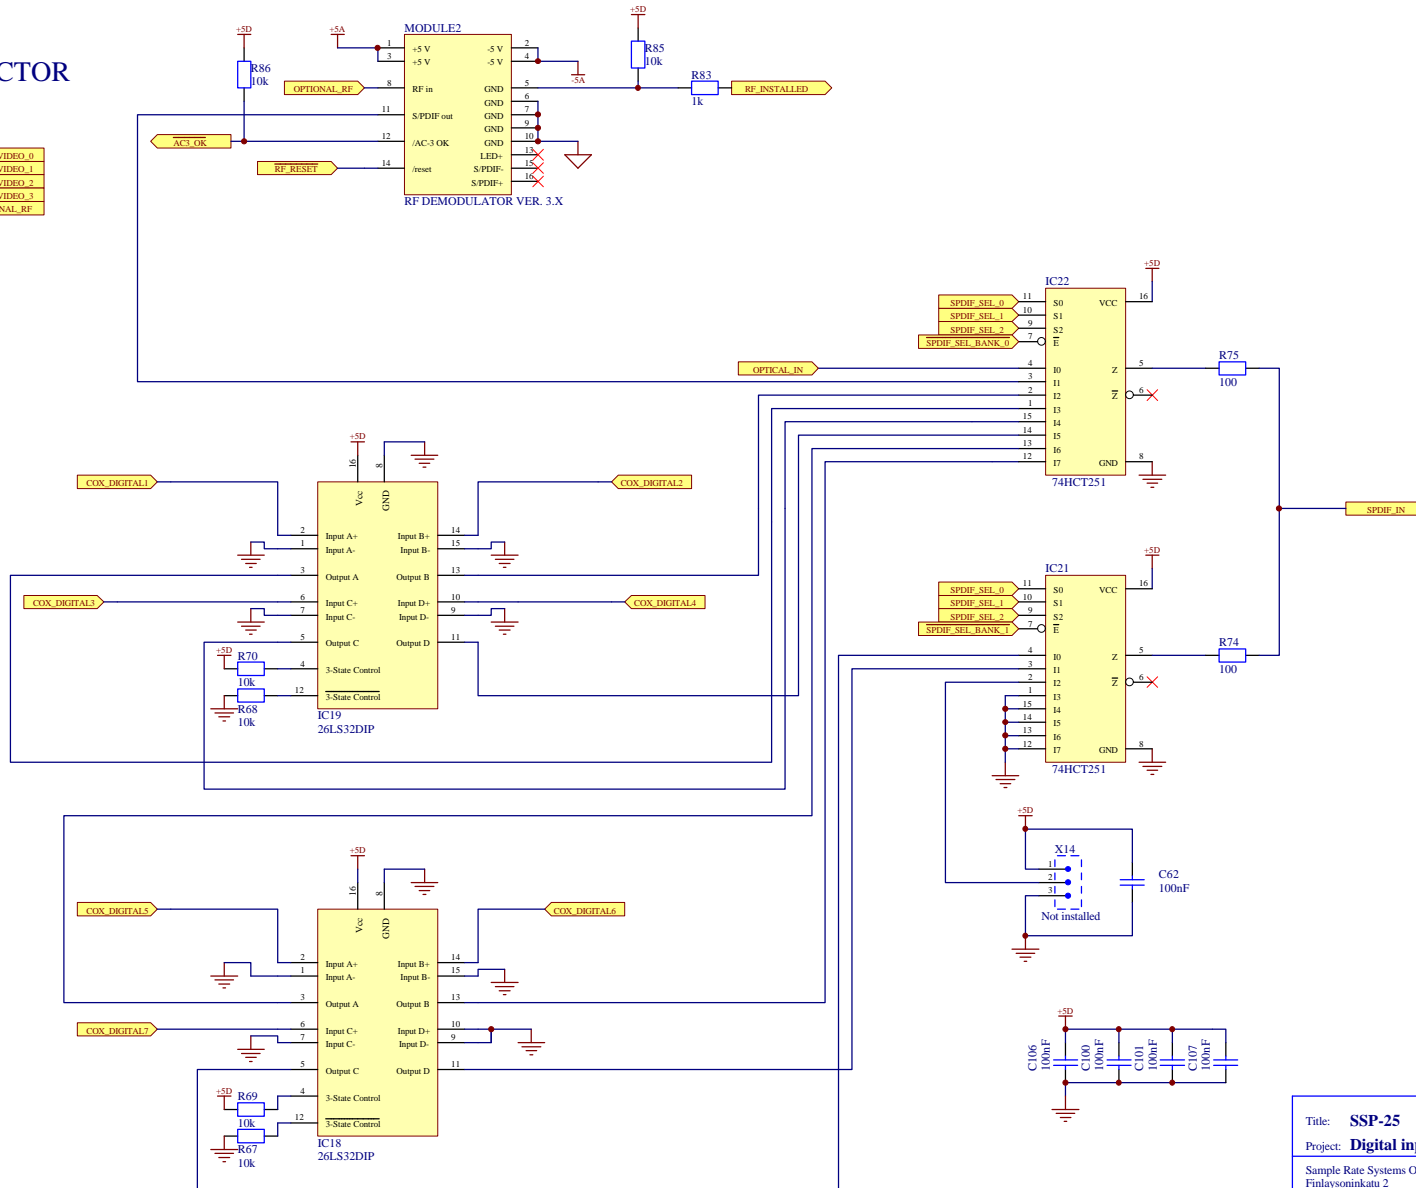 CTOR
VIDEO_0
VIDEO_1
VIDEO_2
VIDEO_3
NAL_RF
+5D
R86
10k
+5A
MODULE2
1 +5 V -5 V 2
3 +5 V -5 V 4
-5A
OPTIONAL_RF 8 RF in GND 5
GND 6
11 S/PDIF out GND 7
GND 9
AC3_OK 12 /AC-3 OK GND 10
LED+ 13
RF_RESET 14 /reset S/PDIF- 15
S/PDIF+ 16
RF DEMODULATOR VER. 3.X
+5D
R85
10k
R83
1k
RF_INSTALLED
IC22
+5D
SPDIF_SEL_0 11 S0 VCC 16
SPDIF_SEL_1 10 S1
SPDIF_SEL_2 9 S2
SPDIF_SEL_BANK_0 7 E
OPTICAL_IN 4 I0 Z 5
3 I1
2 I2 Z 6
1 I3
15 I4
14 I5
13 I6
12 I7 GND 8
74HCT251
R75
100
SPDIF_IN
+5D
16 Vcc
8 GND
COX_DIGITAL1
COX_DIGITAL2
2 Input A+ Input B+ 14
1 Input A- Input B- 15
3 Output A Output B 13
COX_DIGITAL3 6 Input C+ Input D+ 10 COX_DIGITAL4
7 Input C- Input D- 9
5 Output C Output D 11
+5D R70
10k
4 3-State Control
12 3-State Control
R68
10k
IC19
26LS32DIP
IC21
+5D
SPDIF_SEL_0 11 S0 VCC 16
SPDIF_SEL_1 10 S1
SPDIF_SEL_2 9 S2
SPDIF_SEL_BANK_1 7 E
4 I0 Z 5
3 I1
2 I2 Z 6
1 I3
15 I4
14 I5
13 I6
12 I7 GND 8
74HCT251
R74
100
+5D
X14
1
2
3
Not installed
C62
100nF
+5D
16 Vcc
8 GND
COX_DIGITAL5
COX_DIGITAL6
2 Input A+ Input B+ 14
1 Input A- Input B- 15
3 Output A Output B 13
COX_DIGITAL7 6 Input C+ Input D+ 10
7 Input C- Input D- 9
5 Output C Output D 11
+5D R69
10k
4 3-State Control
12 3-State Control
R67
10k
IC18
26LS32DIP
+5D
C106
100nF
C100
100nF
C101
100nF
C107
100nF
Title: SSP-25
Project: Digital inp
Sample Rate Systems O
Finlaysoninkatu 2